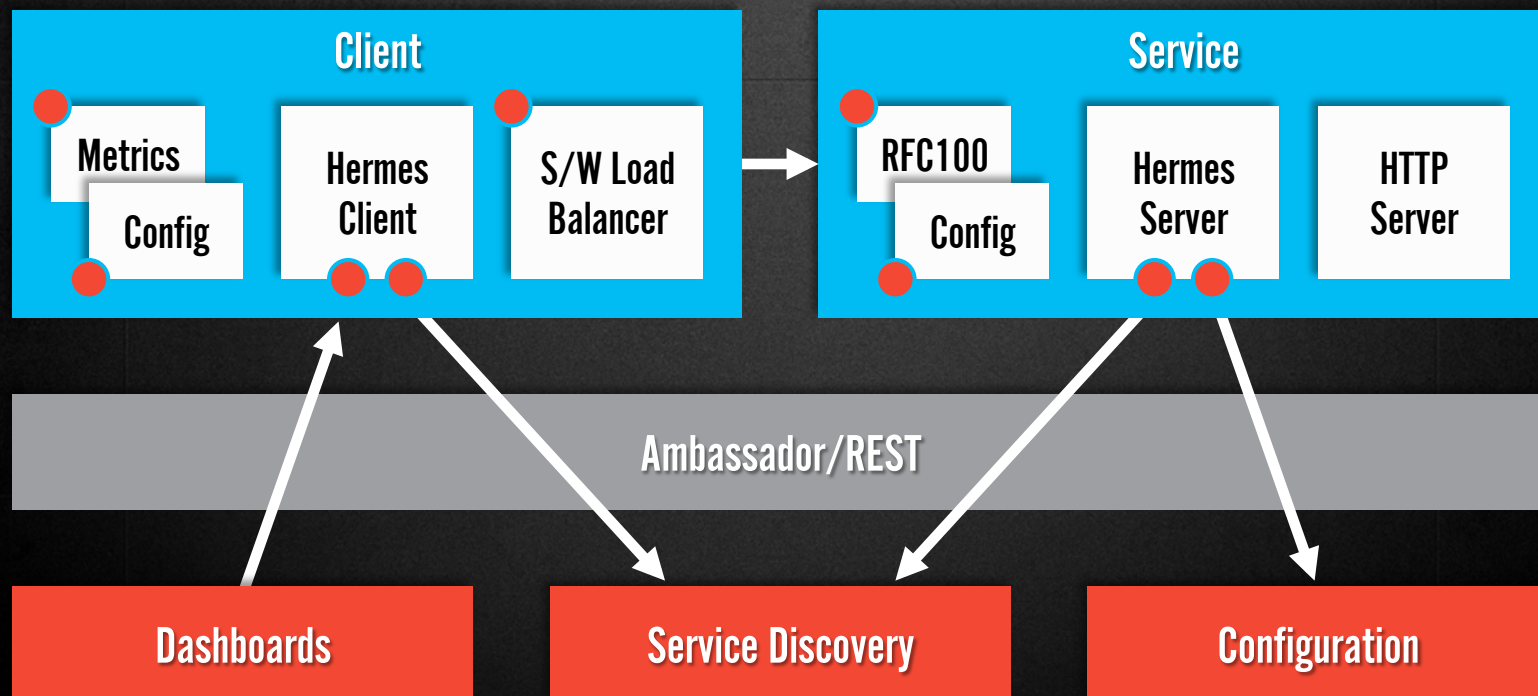 Client
Metrics
Config
Hermes
Client
S/W Load
Balancer
Service
RFC100
Config
Hermes
Server
HTTP
Server
Ambassador/REST
Dashboards
Service Discovery
Configuration